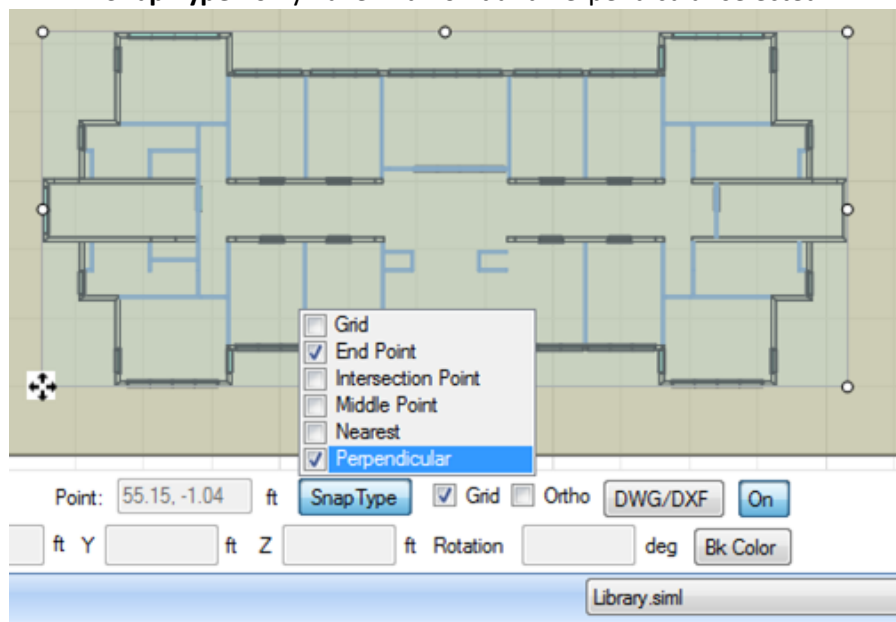 Grid
End Point
Intersection Point
Middle Point
Nearest
Perpendicular
Point: 55.15, -1.04 ft SnapType Grid Ortho DWG/DXF On
ft Y ft Z ft Rotation deg Bk Color
Library.siml